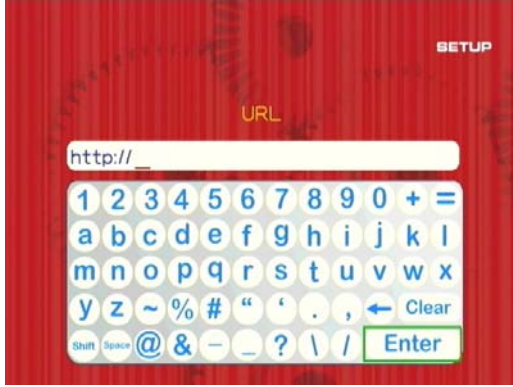 SETUP
URL
http://_
1 2 3 4 5 6 7 8 9 0 + =
a b c d e f g h i j k l
m n o p q r s t u v w x
y z ~ % # “ ‘ . , ← Clear
Shift Space @ & - _ ? \ / Enter